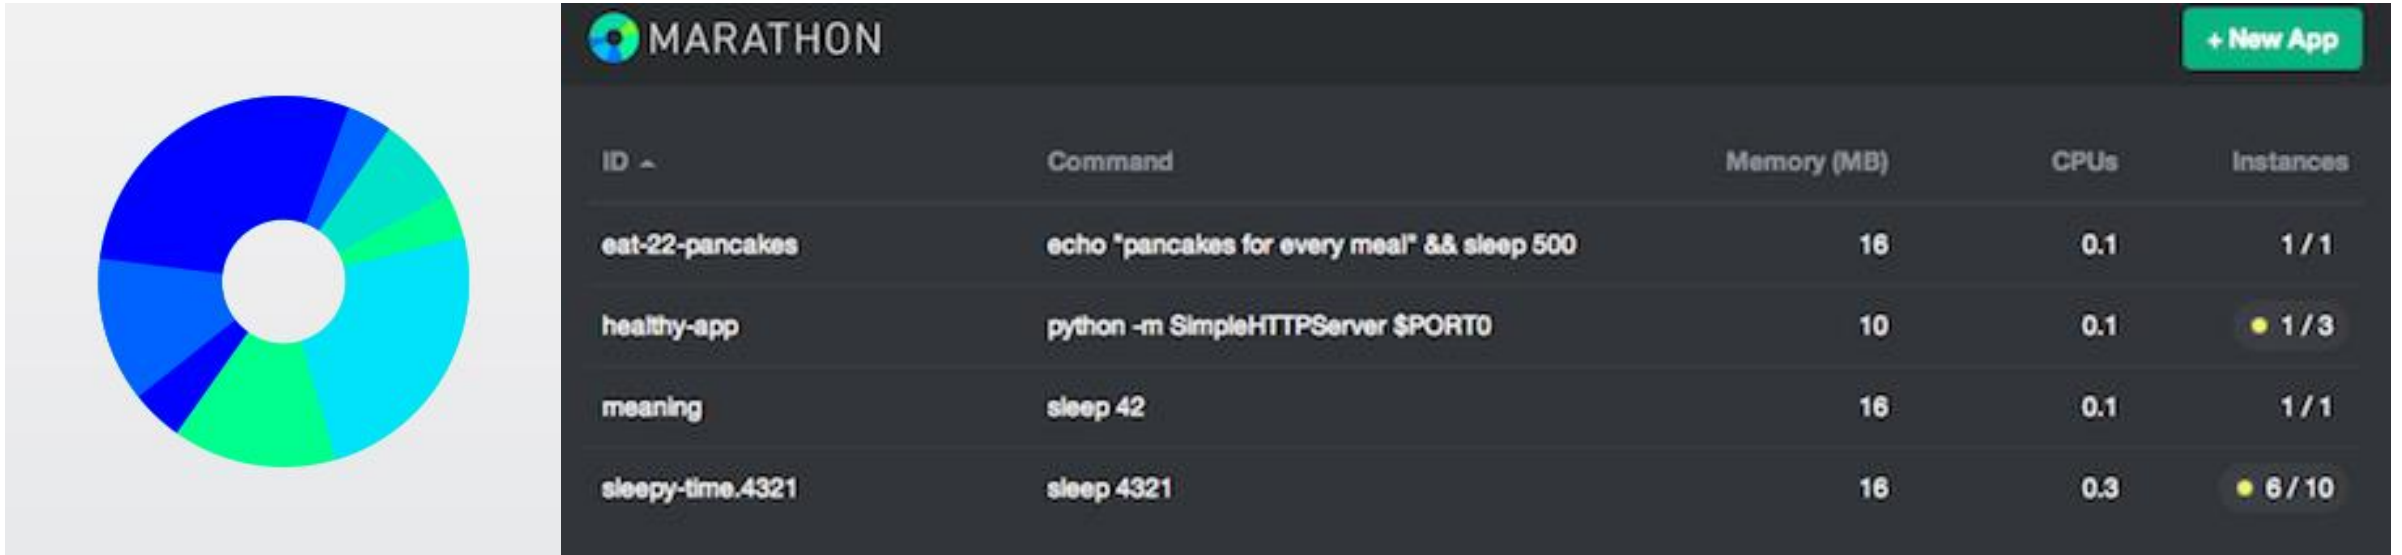 MARATHON
+ New App
ID Command Memory (MB) CPUs Instances
eat-22-pancakes echo "pancakes for every meal" && sleep 500 16 0.1 1 / 1
healthy-app python -m SimpleHTTPServer $PORT0 10 0.1 1 / 3
meaning sleep 42 16 0.1 1 / 1
sleepy-time.4321 sleep 4321 16 0.3 6 / 10